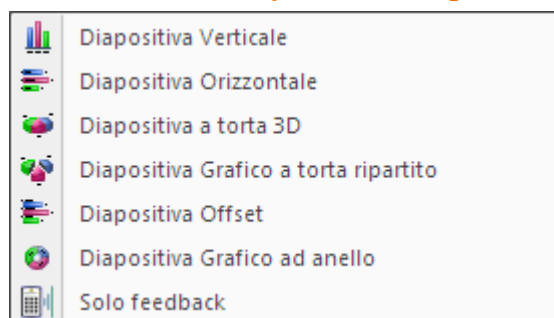 Diapositiva Verticale
Diapositiva Orizzontale
Diapositiva a torta 3D
Diapositiva Grafico a torta ripartito
Diapositiva Offset
Diapositiva Grafico ad anello
Solo feedback